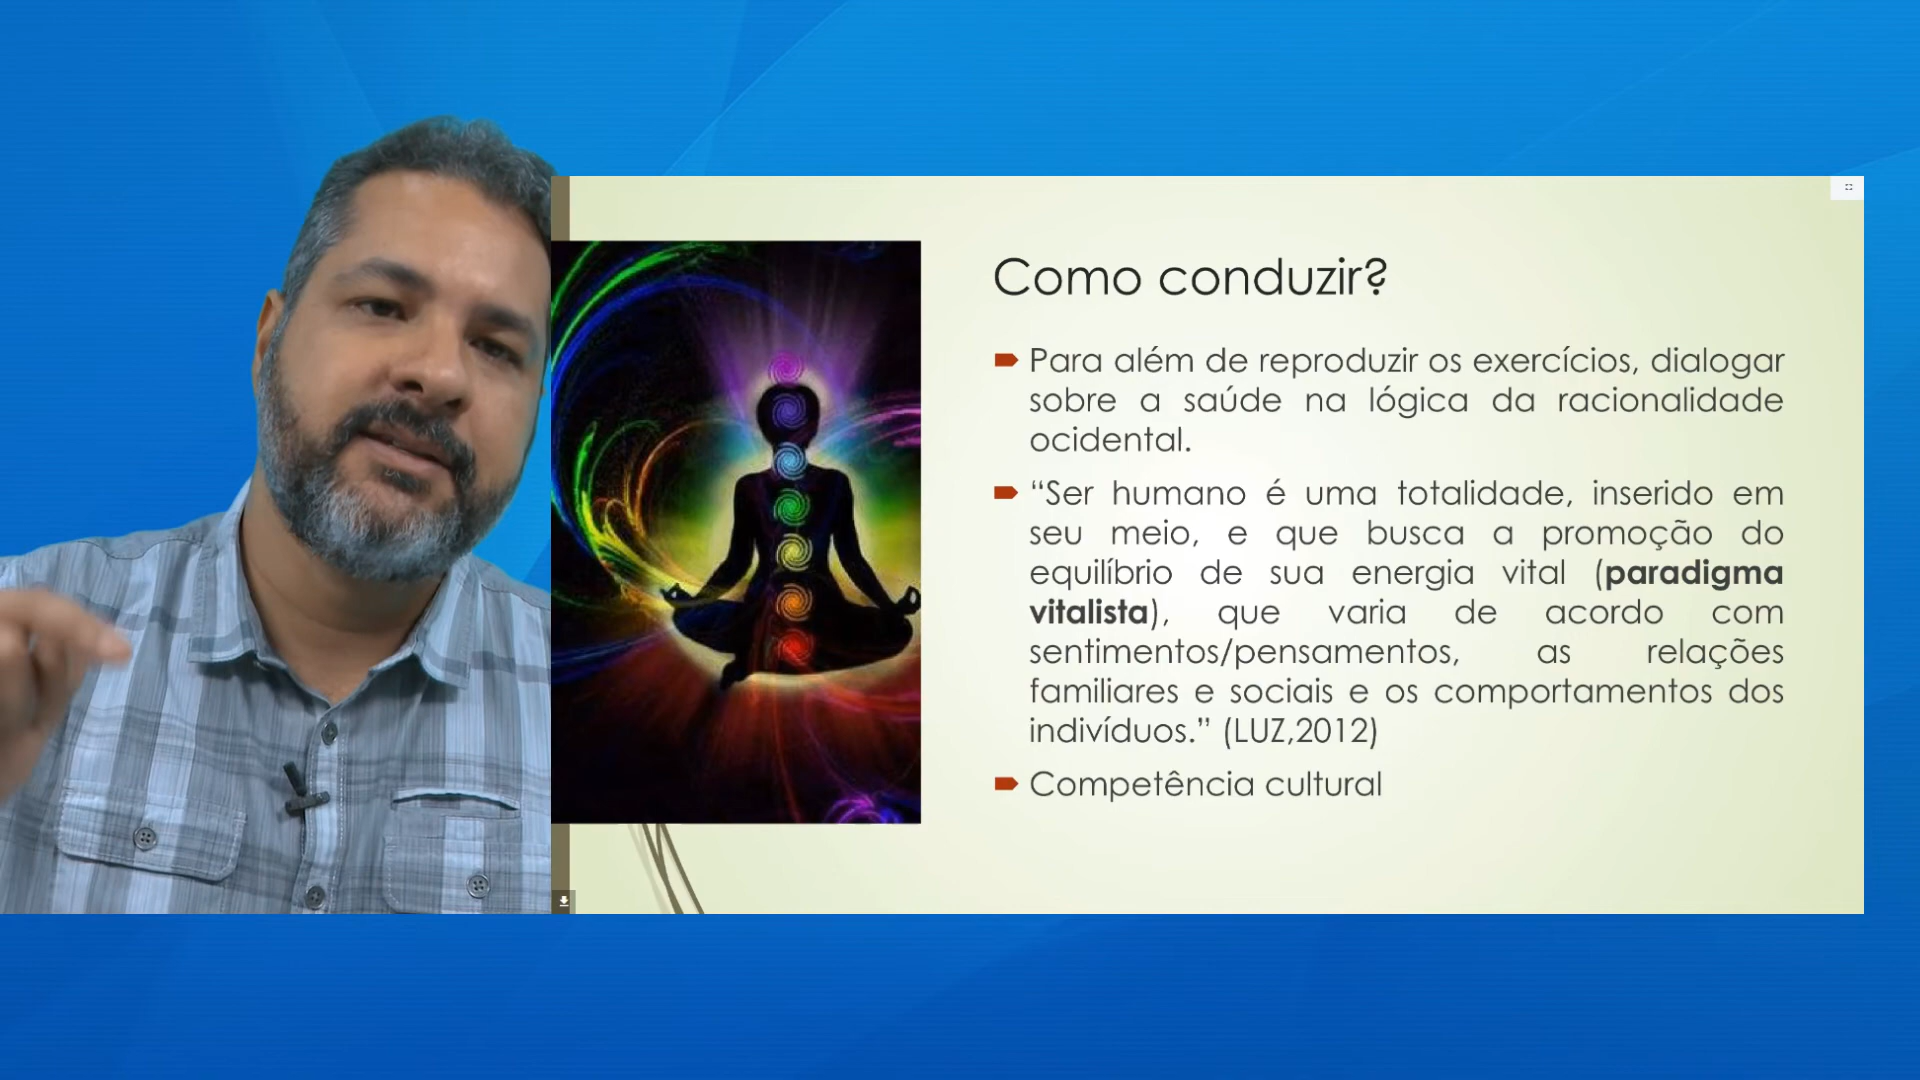 Como conduzir?
Para além de reproduzir os exercícios, dialogar
sobre a saúde na lógica da racionalidade
ocidental.
“Ser humano é uma totalidade, inserido em
seu meio, e que busca a promoção do
equilíbrio de sua energia vital (paradigma
vitalista), que varia de acordo com
sentimentos/pensamentos, as relações
familiares e sociais e os comportamentos dos
indivíduos.” (LUZ,2012)
Competência cultural